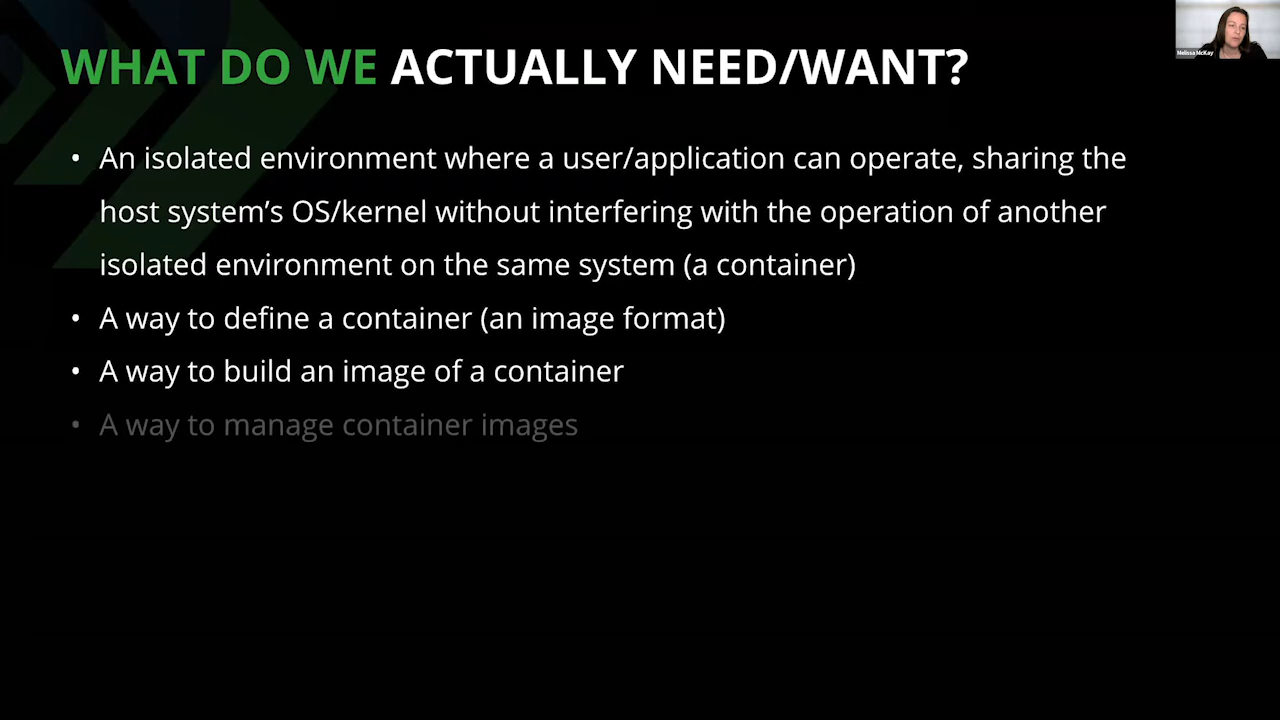 WHAT DO WE ACTUALLY NEED/WANT?
Melissa McKay
• An isolated environment where a user/application can operate, sharing the
host system's OS/kernel without interfering with the operation of another
isolated environment on the same system (a container)
• A way to define a container (an image format)
• A way to build an image of a container
• A way to manage container images